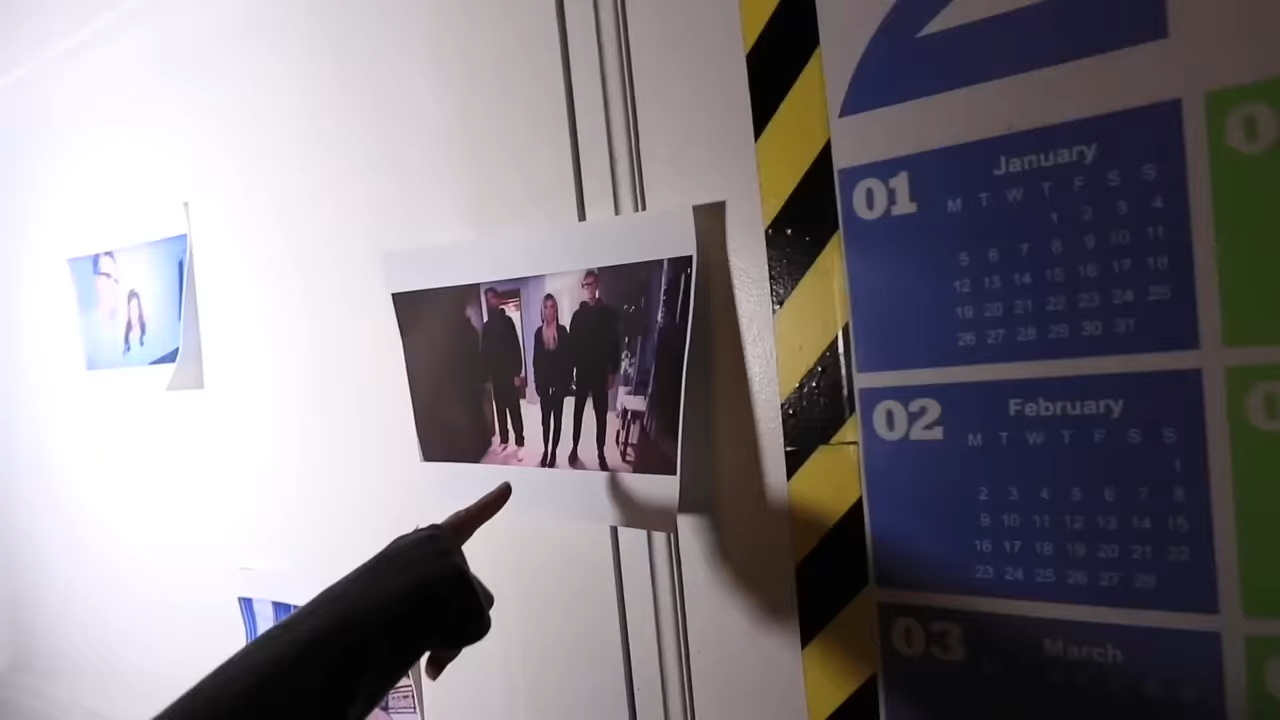 2
01
January
M T W T F S S
1 2 3 4
5 6 7 8 9 10 11
12 13 14 15 16 17 18
19 20 21 22 23 24 25
26 27 28 29 30 31
02
February
M T W T F S S
1
2 3 4 5 6 7 8
9 10 11 12 13 14 15
16 17 18 19 20 21 22
23 24 25 26 27 28
03
March
0